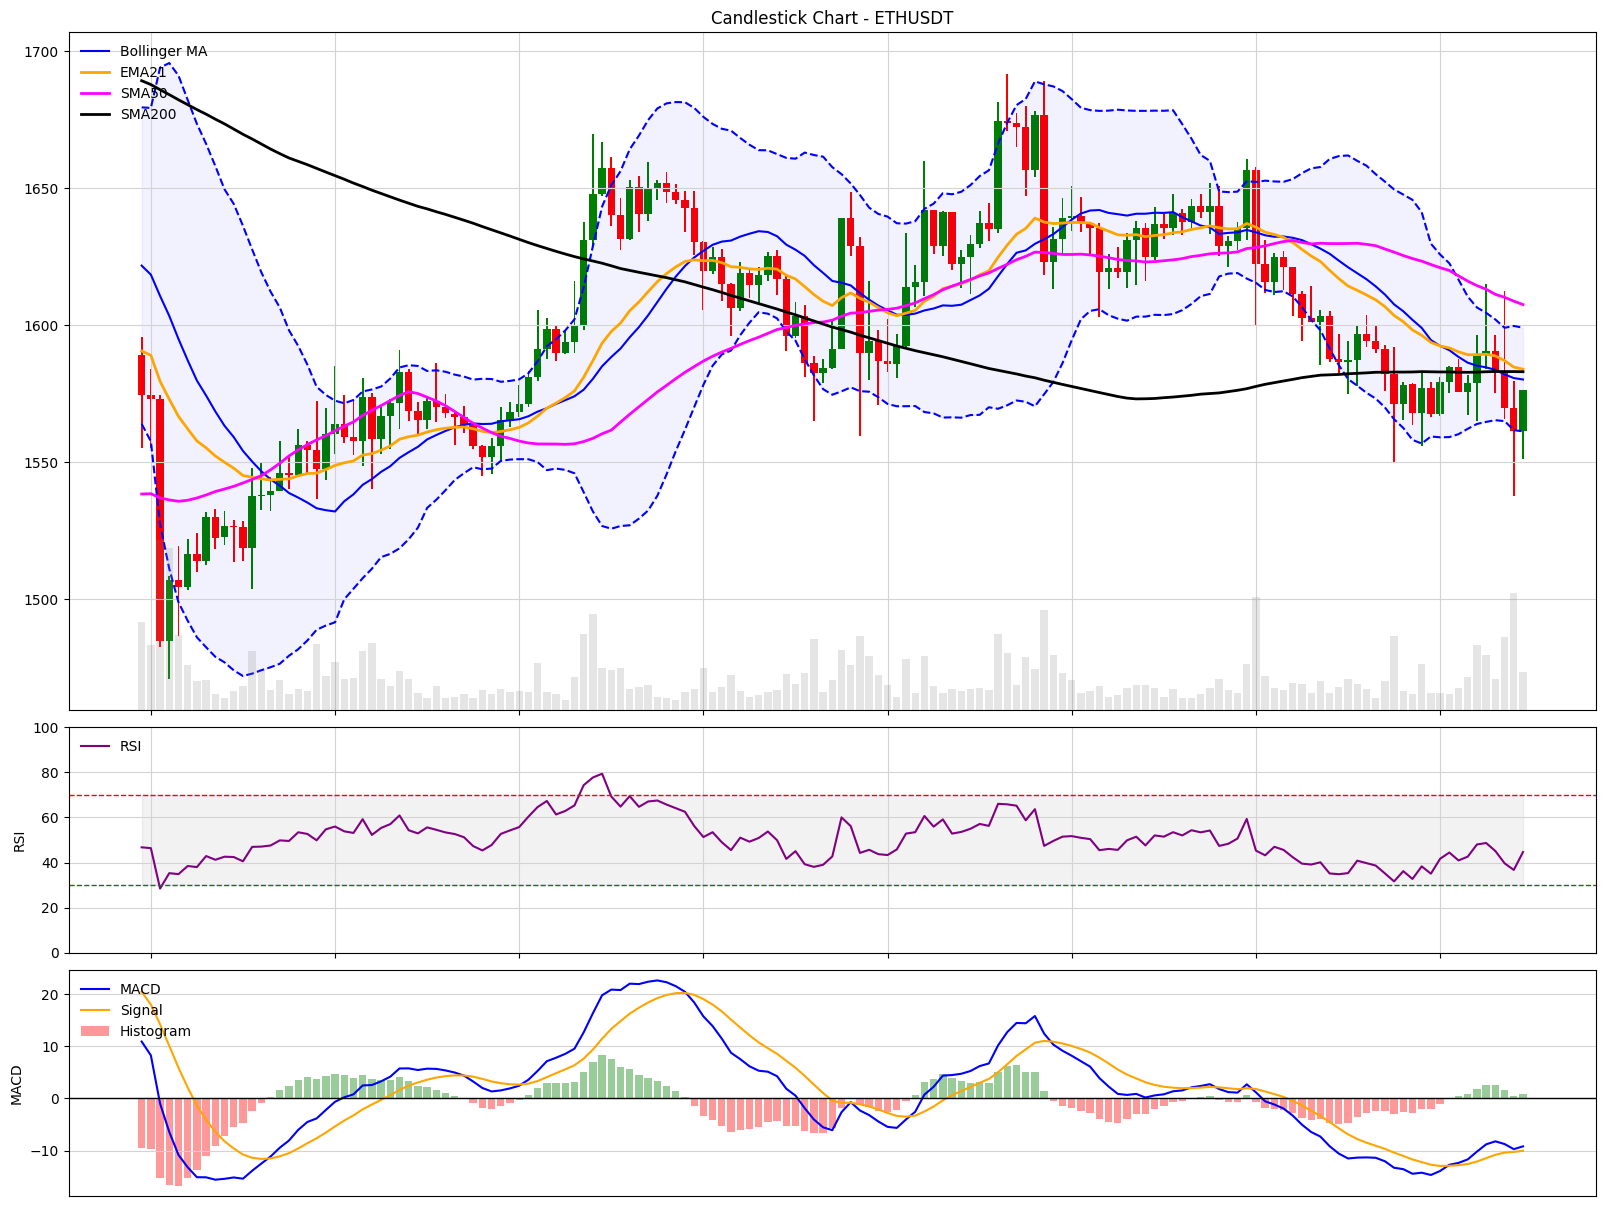 Candlestick Chart - ETHUSDT
1700
1650
1600
1550
1500
Bollinger MA
EMA21
SMA50
SMA200
100
80
60
40
20
0
RSI
RSI
20
10
0
−10
MACD
MACD
Signal
Histogram